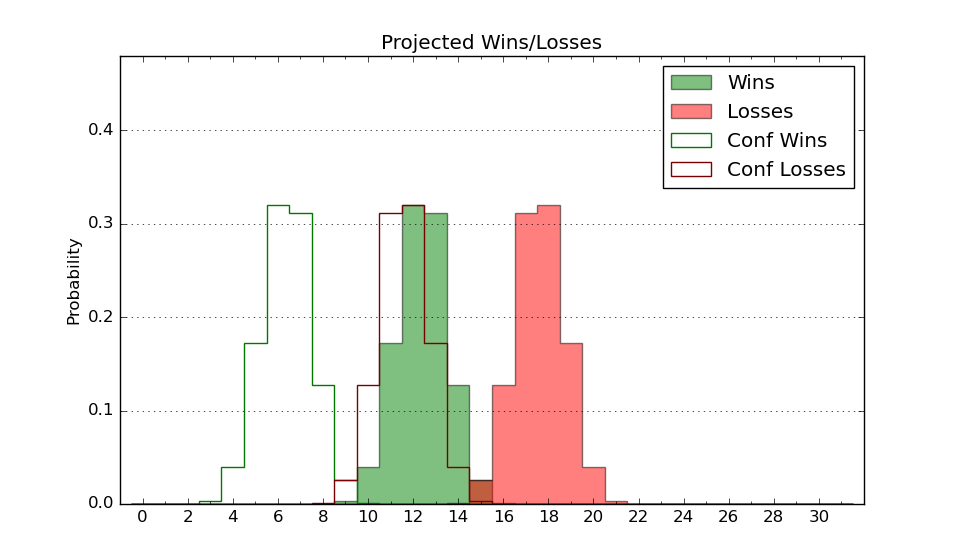 Projected Wins/Losses
Wins
Losses
Conf Wins
Conf Losses
Probability
0.4
0.3
0.2
0.1
0.0
0 2 4 6 8 10 12 14 16 18 20 22 24 26 28 30